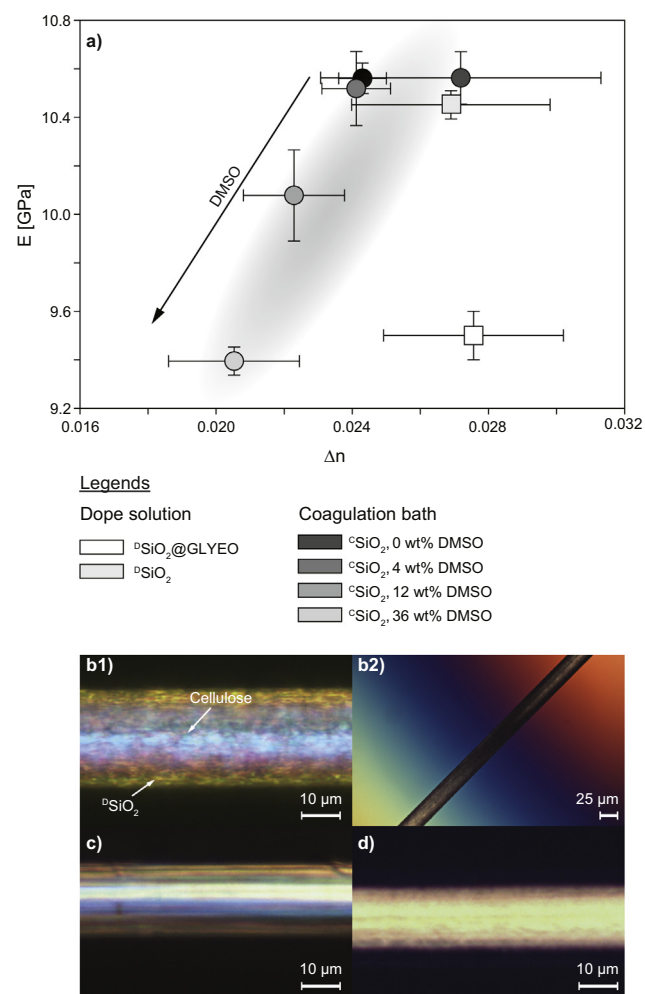 a)
10.8
10.4
10.0
9.6
9.2
E [GPa]
DMSO
0.016
0.020
0.024
0.028
0.032
Δn
Legends
Dope solution
ᴰSiO₂@GLYEO
ᴰSiO₂
Coagulation bath
ᶜSiO₂, 0 wt% DMSO
ᶜSiO₂, 4 wt% DMSO
ᶜSiO₂, 12 wt% DMSO
ᶜSiO₂, 36 wt% DMSO
b1)
Cellulose
ᴰSiO₂
10 µm
b2)
25 µm
c)
10 µm
d)
10 µm